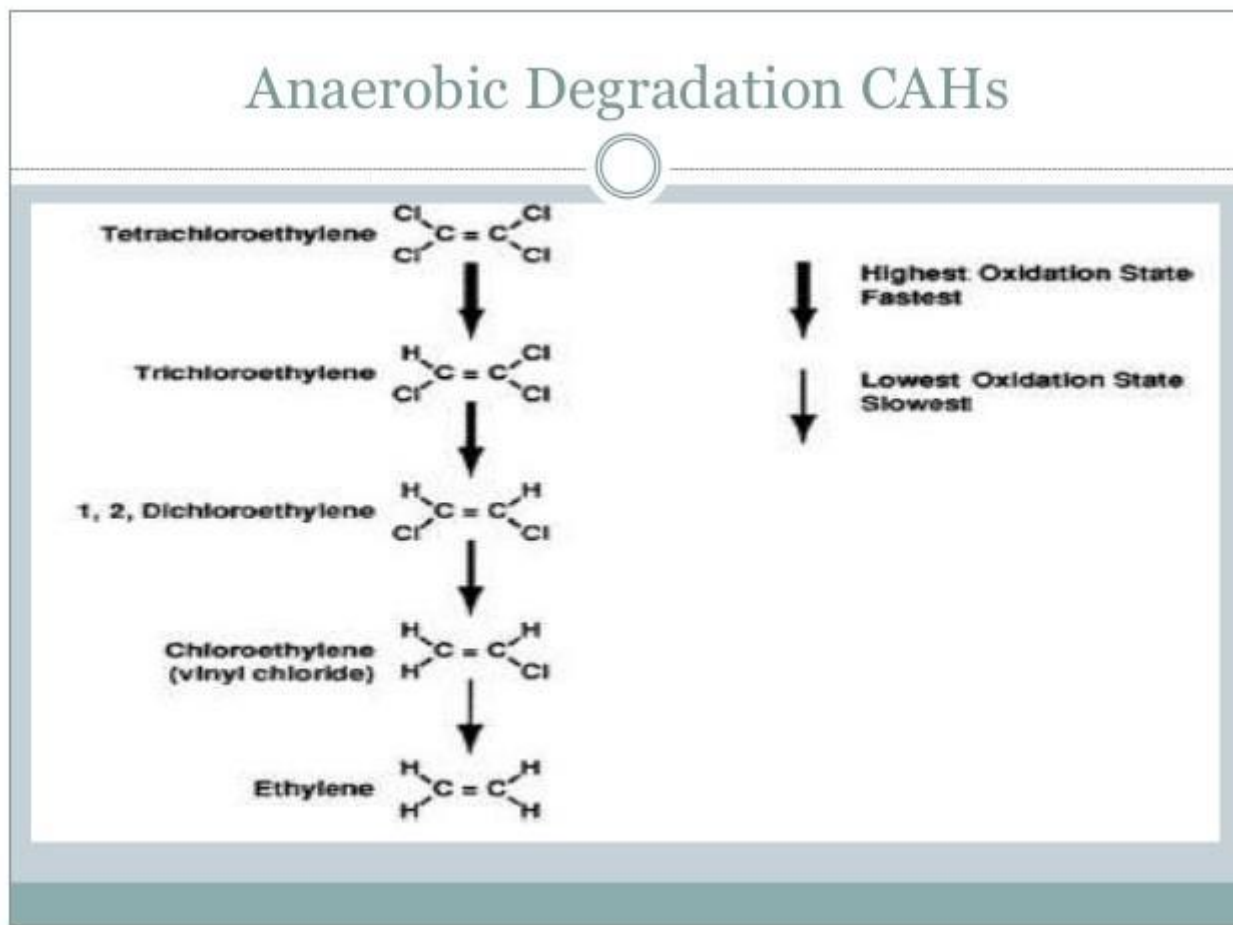 Anaerobic Degradation CAHs
Tetrachloroethylene
Cl Cl
C = C
Cl Cl
Highest Oxidation State
Fastest
Trichloroethylene
H Cl
C = C
Cl Cl
Lowest Oxidation State
Slowest
1, 2, Dichloroethylene
H H
C = C
Cl Cl
Chloroethylene
(vinyl chloride)
H H
C = C
H Cl
Ethylene
H H
C = C
H H